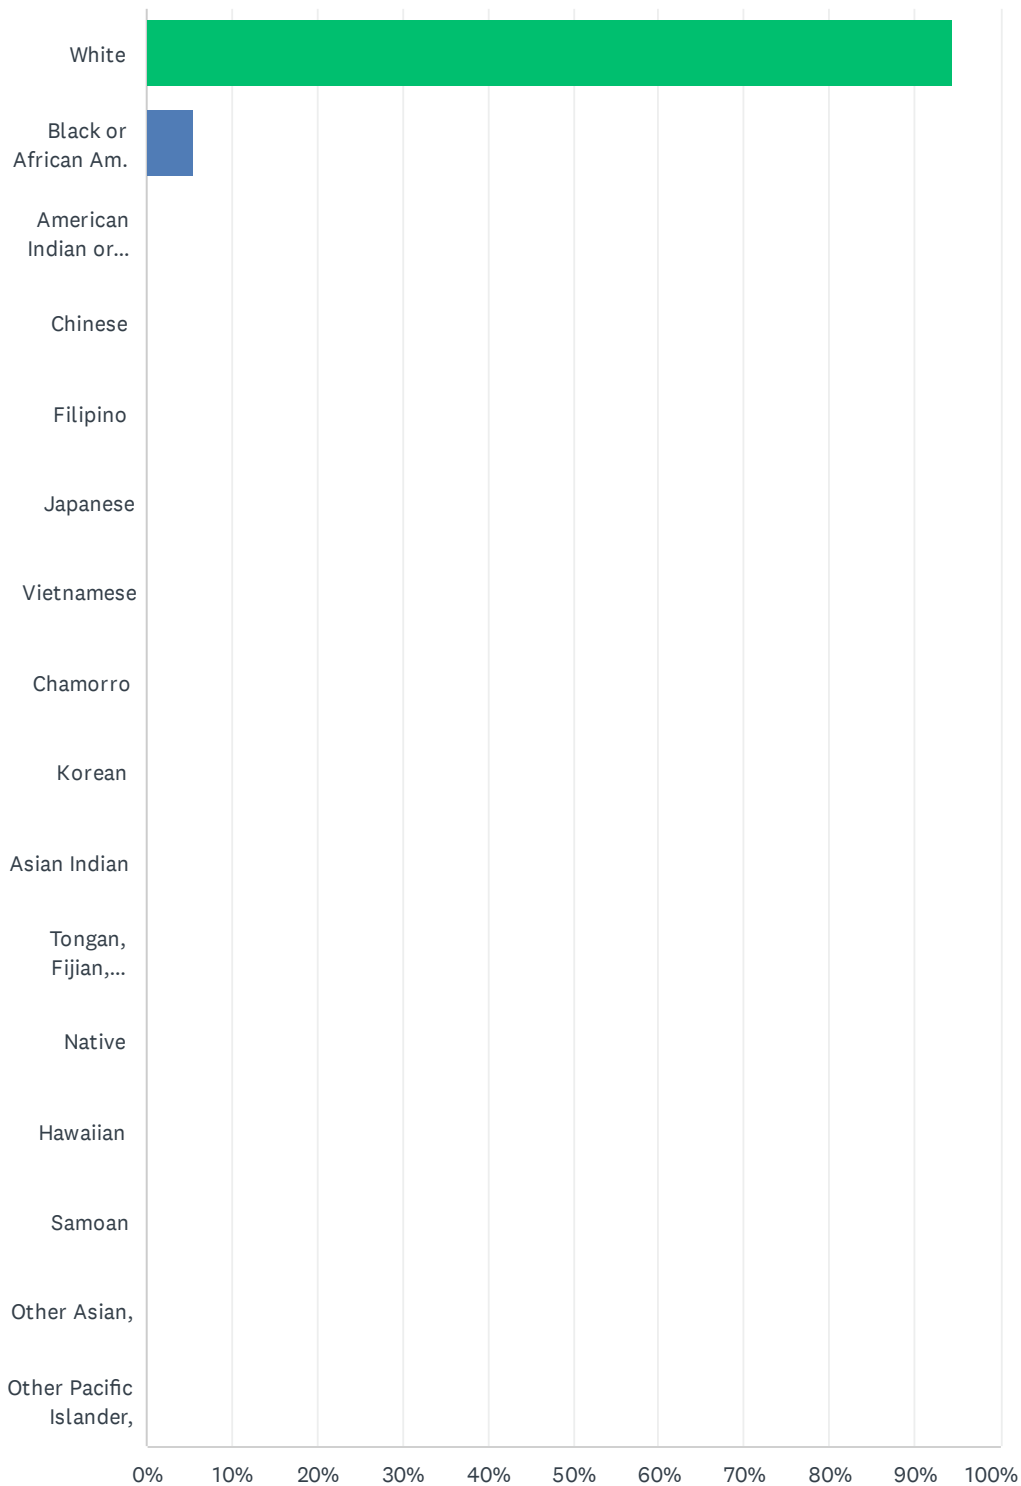 White
Black or
African Am.
American
Indian or...
Chinese
Filipino
Japanese
Vietnamese
Chamorro
Korean
Asian Indian
Tongan,
Fijian,...
Native
Hawaiian
Samoan
Other Asian,
Other Pacific
Islander,
0% 10% 20% 30% 40% 50% 60% 70% 80% 90% 100%